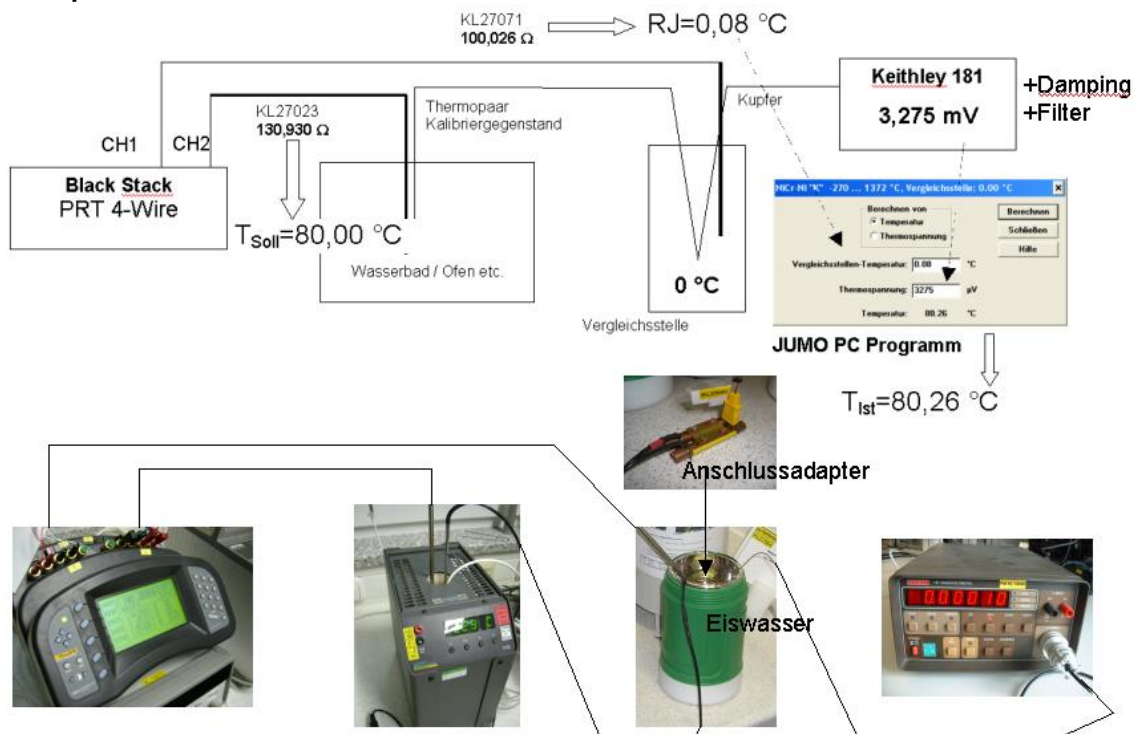 KL27071
100,026 Ω
RJ=0,08 °C
Keithley 181
3,275 mV
+Damping
+Filter
Kupfer
Thermopaar
Kalibriergegenstand
KL27023
130,930 Ω
CH1
CH2
Black Stack
PRT 4-Wire
TSoll=80,00 °C
Wasserbad / Ofen etc.
0 °C
Vergleichsstelle
NiCr-Ni "K" -270 ... 1372 °C, Vergleichsstelle: 0.00 °C
Berechnen von
Temperatur
Thermospannung
Berechnen
Schließen
Hilfe
Vergleichsstellen-Temperatur: 0.08 °C
Thermospannung: 3275 µV
Temperatur: 80.26 °C
JUMO PC Programm
TIst=80,26 °C
Anschlussadapter
Eiswasser
0.000010